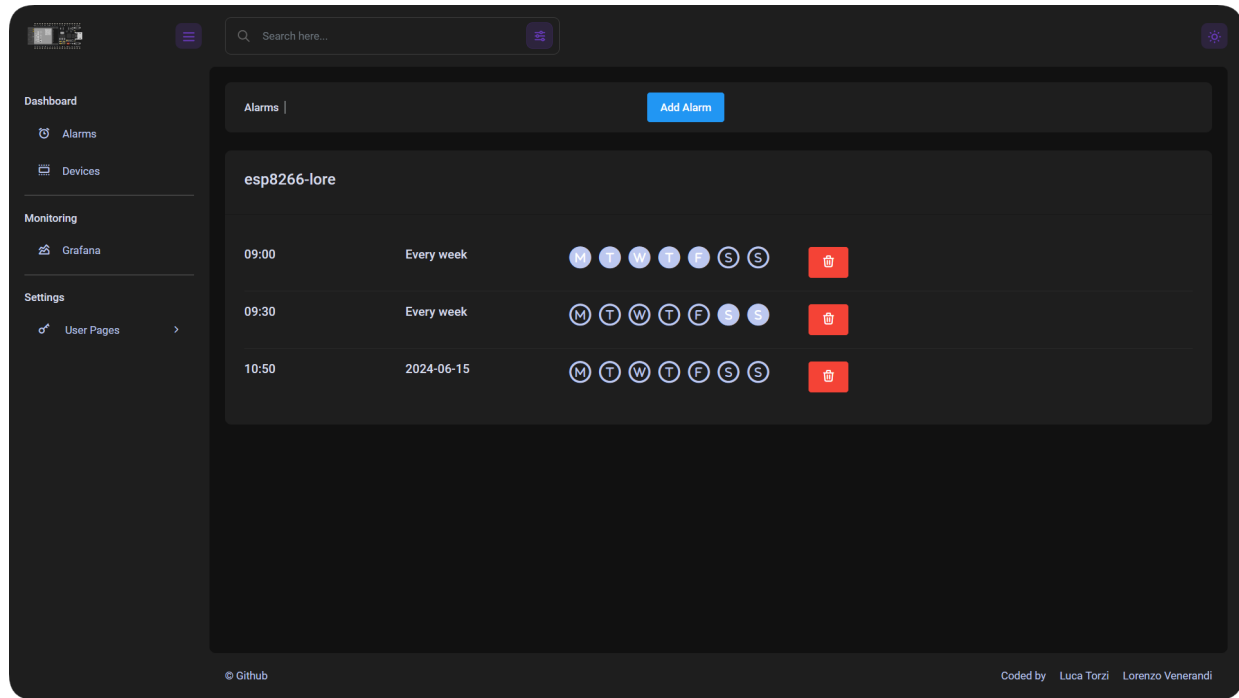 Search here...
Dashboard
Alarms
Devices
Monitoring
Grafana
Settings
User Pages
Alarms |
Add Alarm
esp8266-lore
09:00 Every week M T W T F S S
09:30 Every week M T W T F S S
10:50 2024-06-15 M T W T F S S
© Github
Coded by Luca Torzi Lorenzo Venerandi